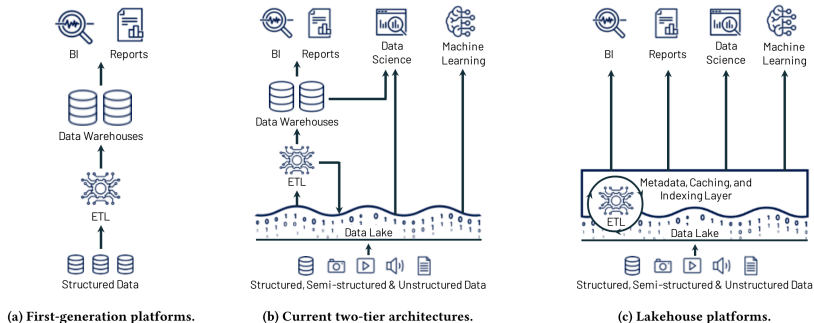 BI
Reports
Data Warehouses
ETL
Structured Data
(a) First-generation platforms.
BI
Reports
Data
Science
Machine
Learning
Data Warehouses
ETL
Data Lake
Structured, Semi-structured & Unstructured Data
(b) Current two-tier architectures.
BI
Reports
Data
Science
Machine
Learning
Metadata, Caching, and
Indexing Layer
ETL
Data Lake
Structured, Semi-structured & Unstructured Data
(c) Lakehouse platforms.